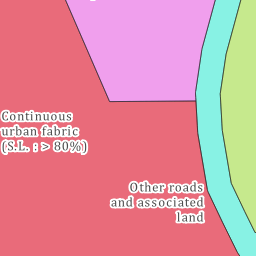 Continuous
urban fabric
(S.L. : > 80%)
Other roads
and associated
land